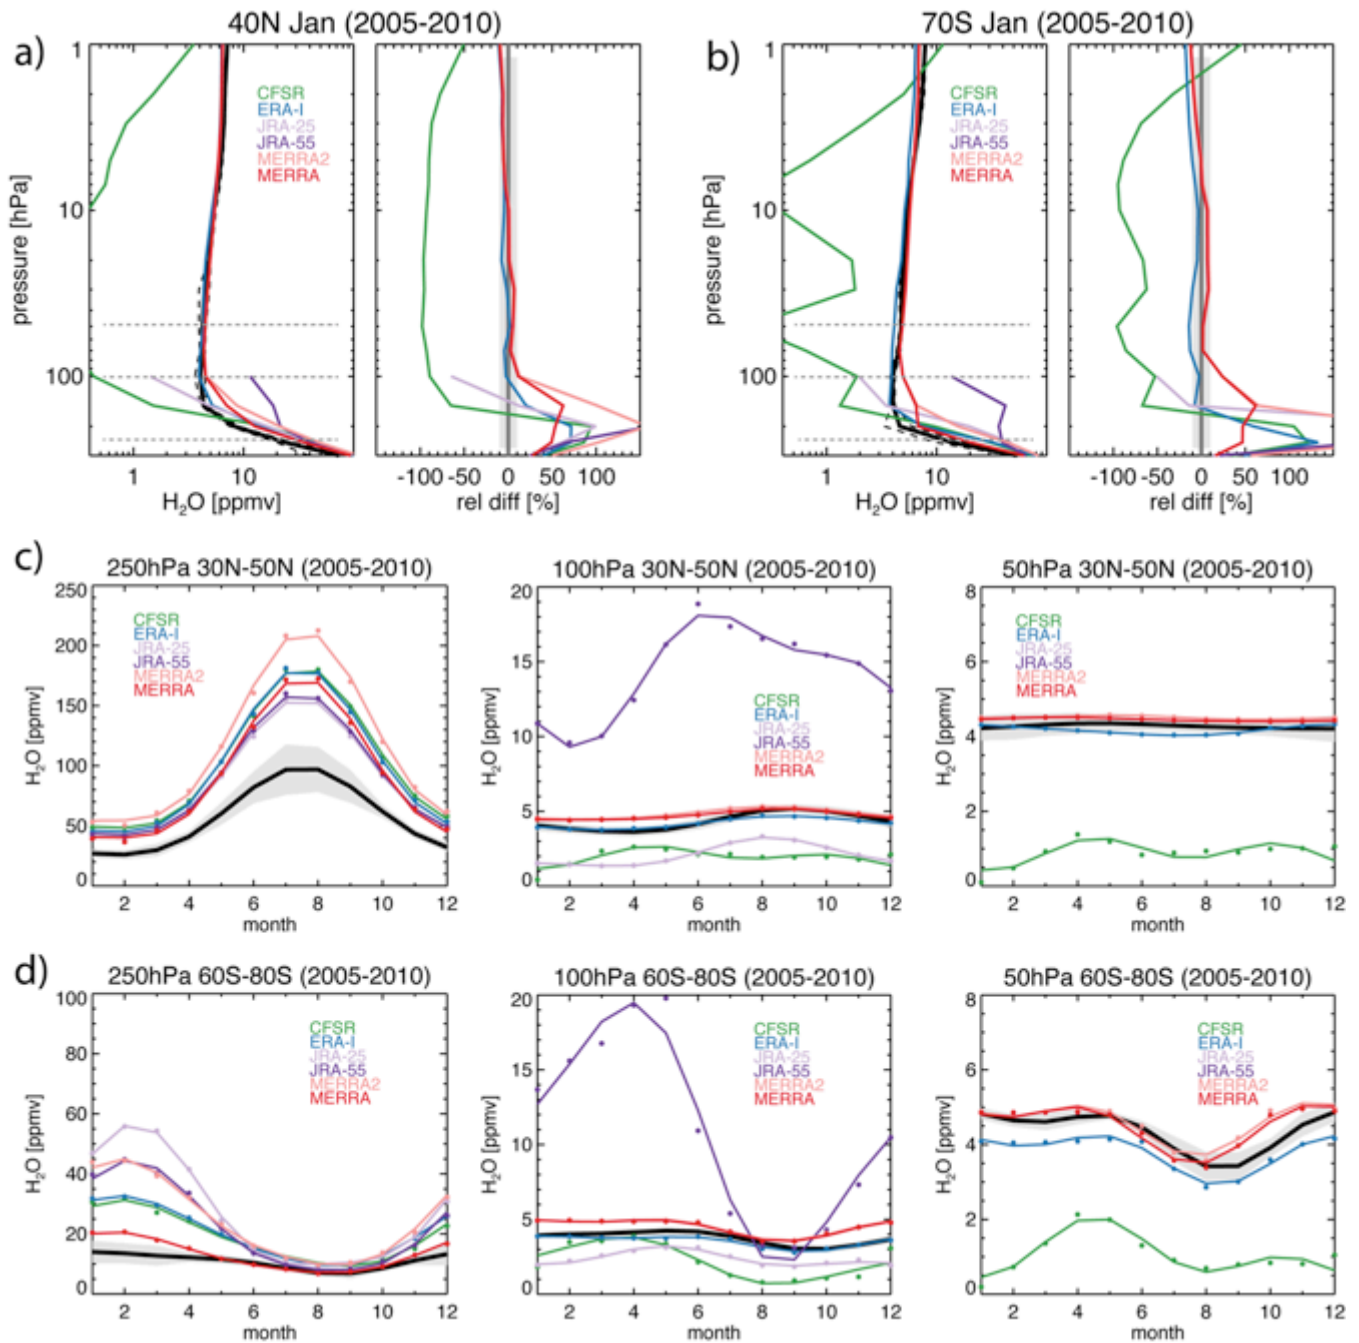 40N Jan (2005-2010)
70S Jan (2005-2010)
a)
1
10
100
pressure [hPa]
CFSR
ERA-I
JRA-25
JRA-55
MERRA2
MERRA
1
10
H2O [ppmv]
-100 -50 0 50 100
rel diff [%]
b)
1
10
100
pressure [hPa]
CFSR
ERA-I
JRA-25
JRA-55
MERRA2
MERRA
1
10
H2O [ppmv]
-100 -50 0 50 100
rel diff [%]
c)
250hPa 30N-50N (2005-2010)
250
200
150
100
50
0
H2O [ppmv]
CFSR
ERA-I
JRA-25
JRA-55
MERRA2
MERRA
2 4 6 8 10 12
month
100hPa 30N-50N (2005-2010)
20
15
10
5
0
H2O [ppmv]
CFSR
ERA-I
JRA-25
JRA-55
MERRA2
MERRA
2 4 6 8 10 12
month
50hPa 30N-50N (2005-2010)
8
6
4
2
0
H2O [ppmv]
CFSR
ERA-I
JRA-25
JRA-55
MERRA2
MERRA
2 4 6 8 10 12
month
d)
250hPa 60S-80S (2005-2010)
100
80
60
40
20
0
H2O [ppmv]
CFSR
ERA-I
JRA-25
JRA-55
MERRA2
MERRA
2 4 6 8 10 12
month
100hPa 60S-80S (2005-2010)
20
15
10
5
0
H2O [ppmv]
CFSR
ERA-I
JRA-25
JRA-55
MERRA2
MERRA
2 4 6 8 10 12
month
50hPa 60S-80S (2005-2010)
8
6
4
2
0
H2O [ppmv]
CFSR
ERA-I
JRA-25
JRA-55
MERRA2
MERRA
2 4 6 8 10 12
month